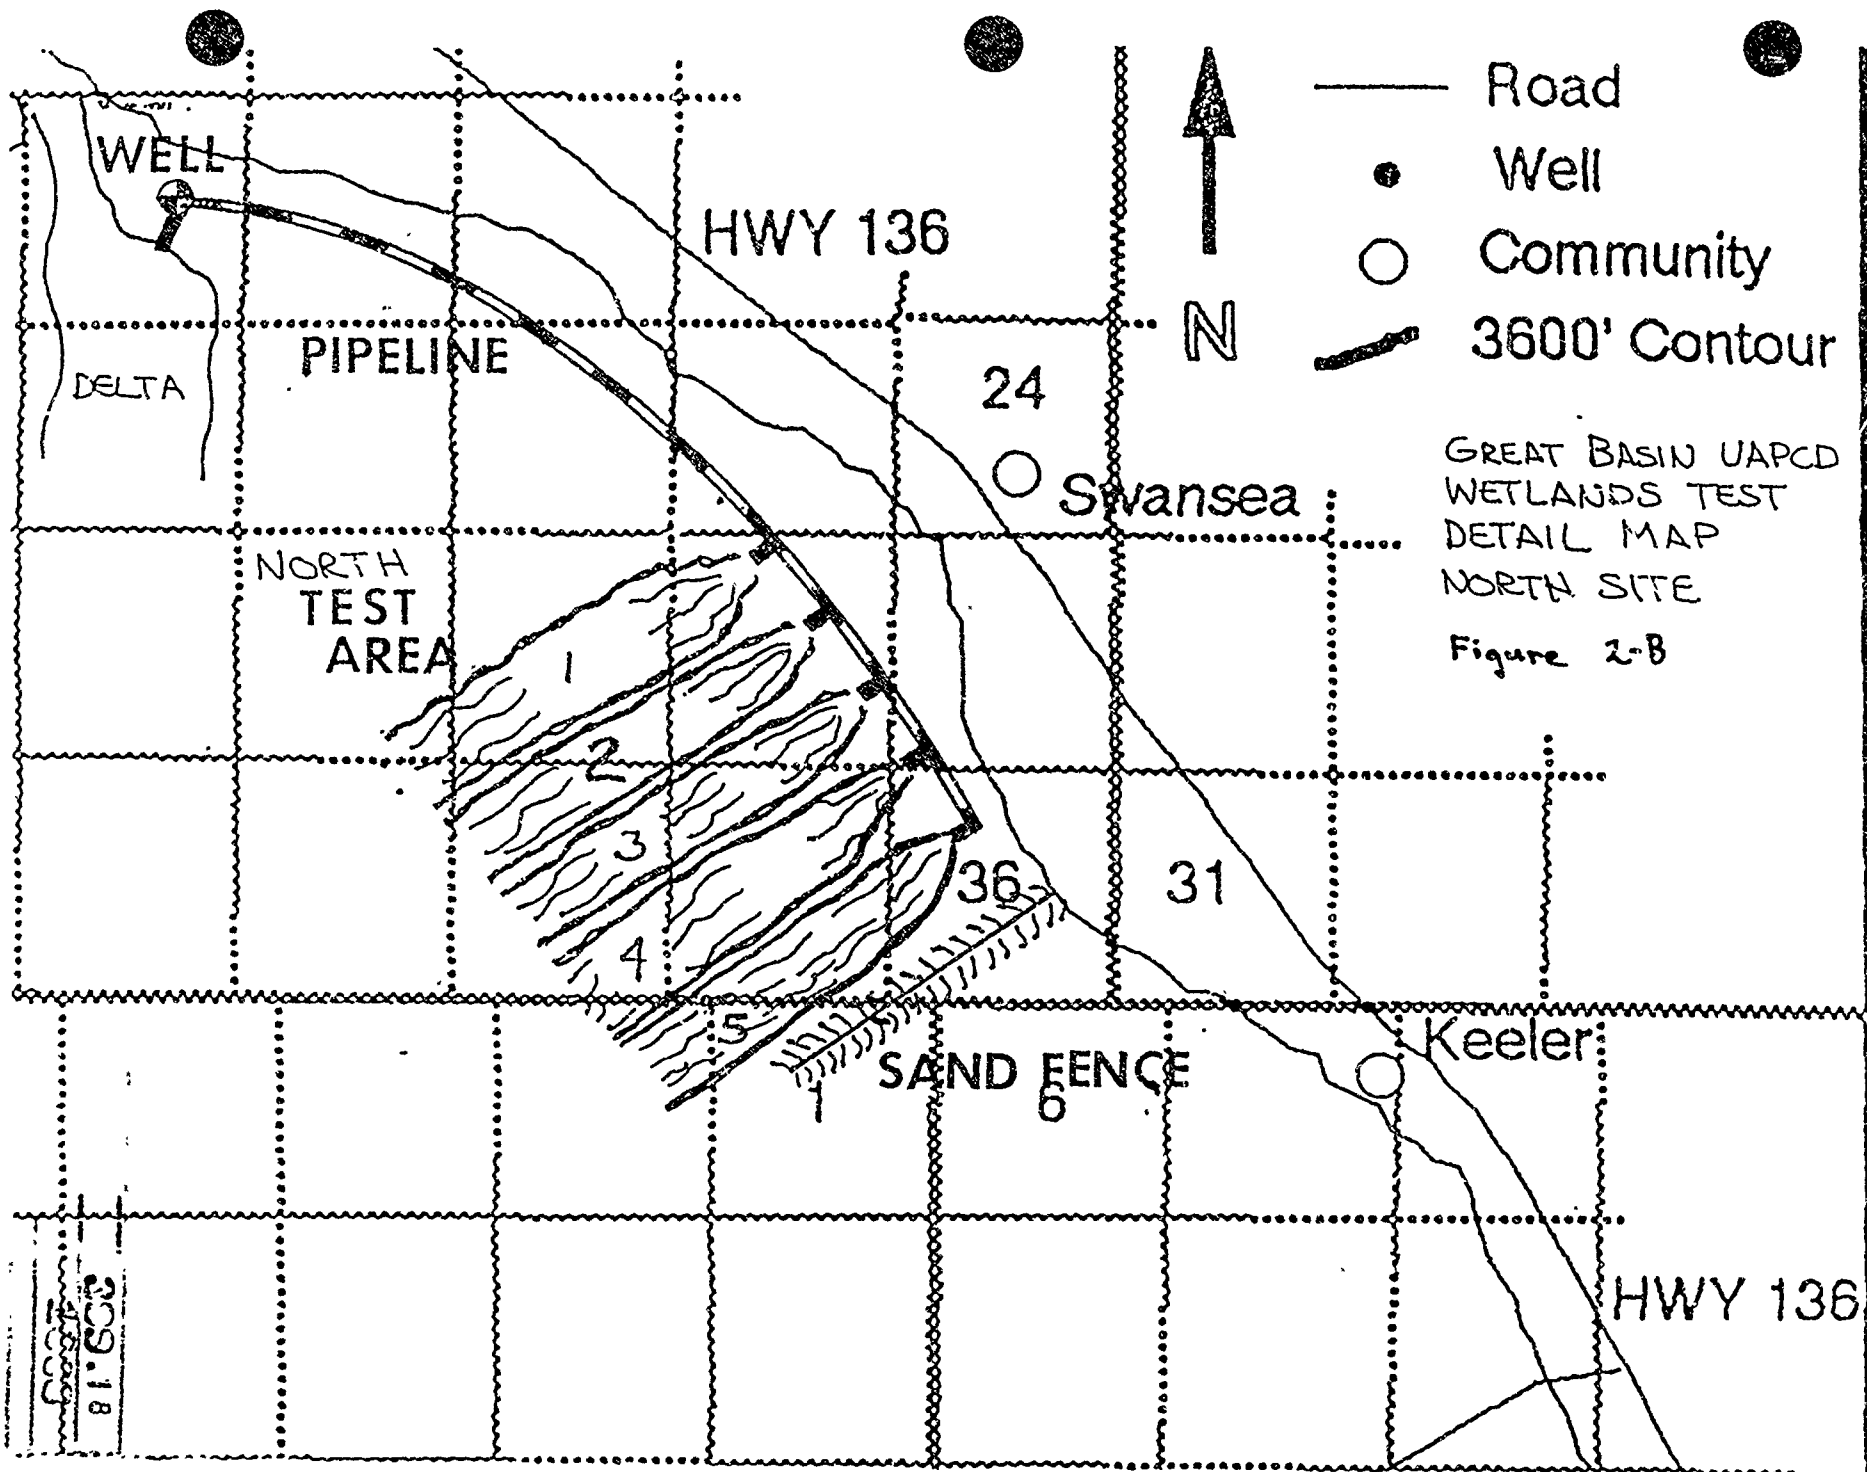 Road
Well
Community
3600' Contour
N
GREAT BASIN UAPCD
WETLANDS TEST
DETAIL MAP
NORTH SITE
Figure 2-B
WELL
HWY 136
PIPELINE
DELTA
24
Swansea
NORTH
TEST
AREA
1
2
3
4
5
36
31
SAND FENCE
1
6
Keeler
HWY 136